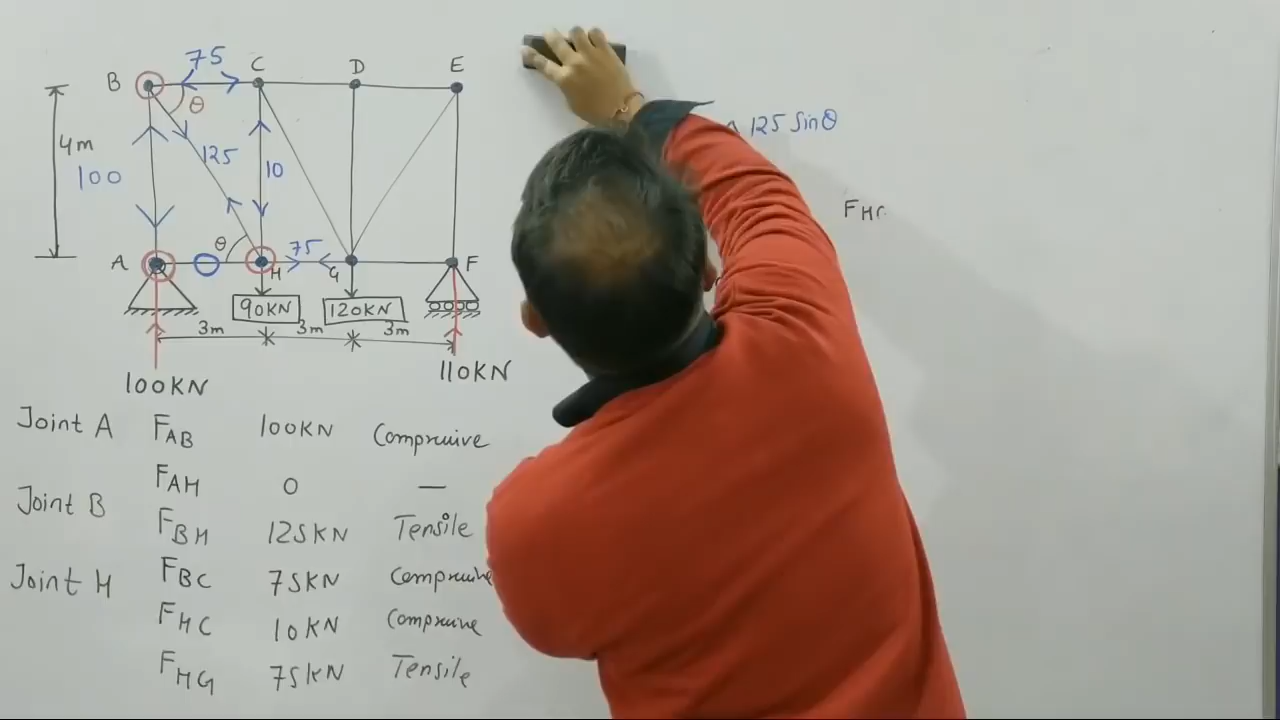 75
B C D E
θ
4m
100
125
10
125 Sinθ
FHC
θ
75
A H G F
90KN 120KN
3m 3m 3m
100KN 110KN
Joint A FAB 100KN Compressive
FAH 0 —
Joint B FBH 125KN Tensile
FBC 75KN Compressive
Joint H FHC 10KN Compressive
FHG 75KN Tensile